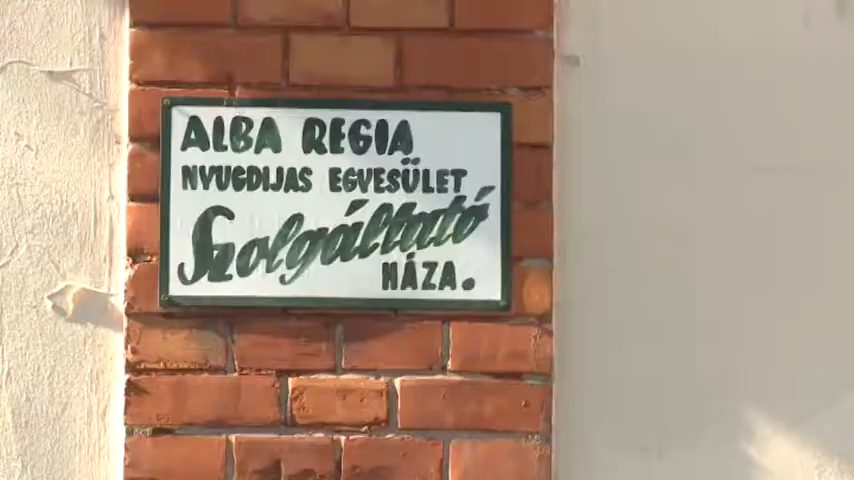 ALBA REGIA
NYUGDIJAS EGYESÜLET
Szolgáltató
HÁZA.